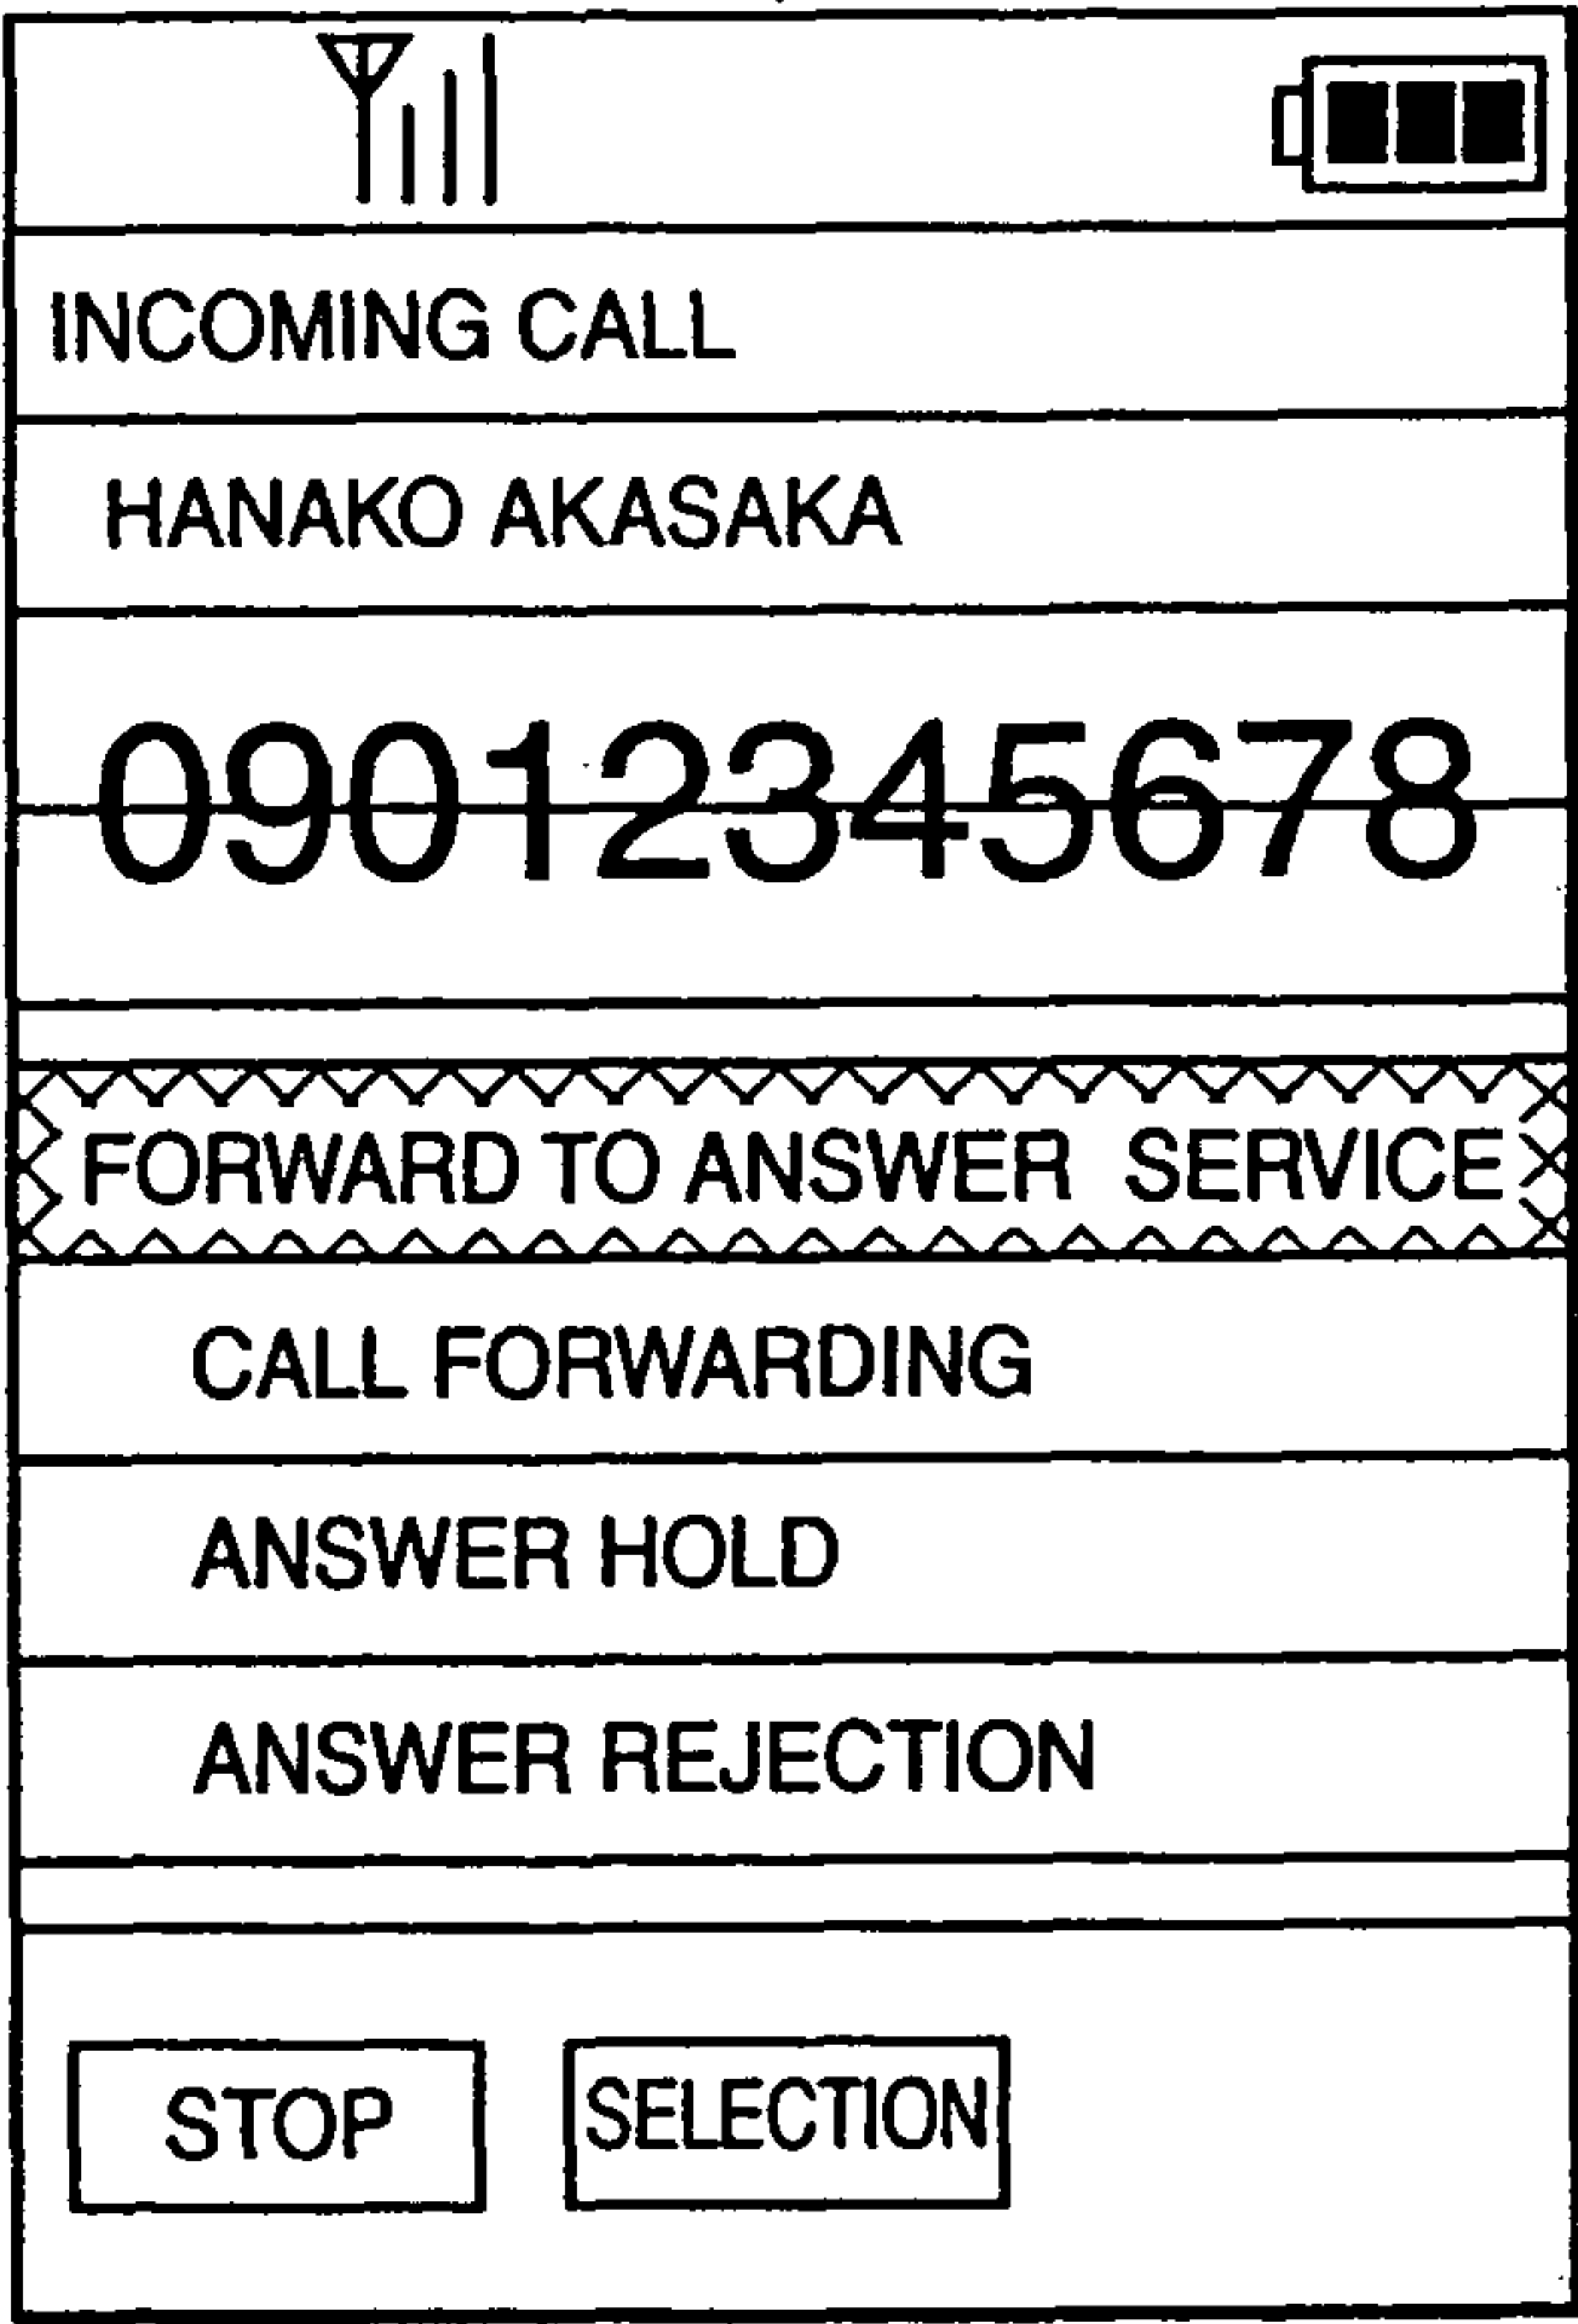 INCOMING CALL
HANAKO AKASAKA
09012345678
FORWARD TO ANSWER SERVICE
CALL FORWARDING
ANSWER HOLD
ANSWER REJECTION
STOP SELECTION